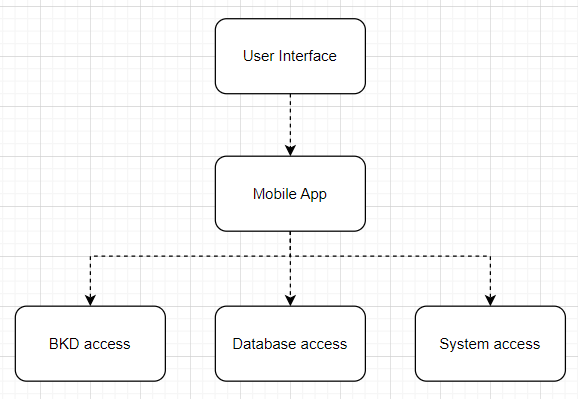 User Interface
Mobile App
BKD access
Database access
System access